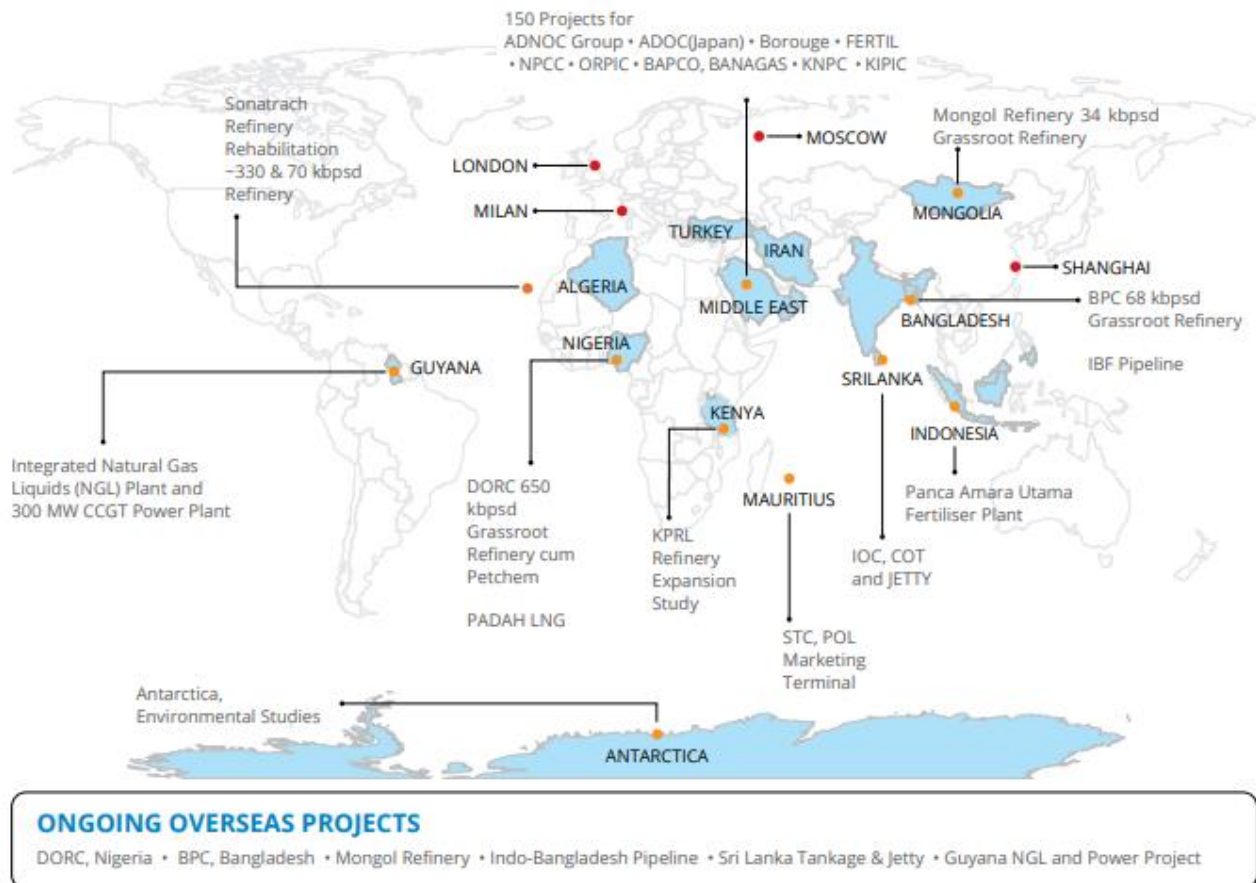 150 Projects for
ADNOC Group • ADOC(Japan) • Borouge • FERTIL
• NPCC • ORPIC • BAPCO, BANAGAS • KNPC • KIPIC
Sonatrach
Refinery
Rehabilitation
~330 & 70 kbpsd
Refinery
LONDON
MILAN
MOSCOW
Mongol Refinery 34 kbpsd
Grassroot Refinery
MONGOLIA
TURKEY
IRAN
SHANGHAI
ALGERIA
MIDDLE EAST
BANGLADESH
BPC 68 kbpsd
Grassroot Refinery
IBF Pipeline
NIGERIA
GUYANA
SRILANKA
KENYA
INDONESIA
Integrated Natural Gas
Liquids (NGL) Plant and
300 MW CCGT Power Plant
DORC 650
kbpsd
Grassroot
Refinery cum
Petchem
PADAH LNG
KPRL
Refinery
Expansion
Study
MAURITIUS
STC, POL
Marketing
Terminal
IOC, COT
and JETTY
Panca Amara Utama
Fertiliser Plant
Antarctica,
Environmental Studies
ANTARCTICA
ONGOING OVERSEAS PROJECTS
DORC, Nigeria • BPC, Bangladesh • Mongol Refinery • Indo-Bangladesh Pipeline • Sri Lanka Tankage & Jetty • Guyana NGL and Power Project